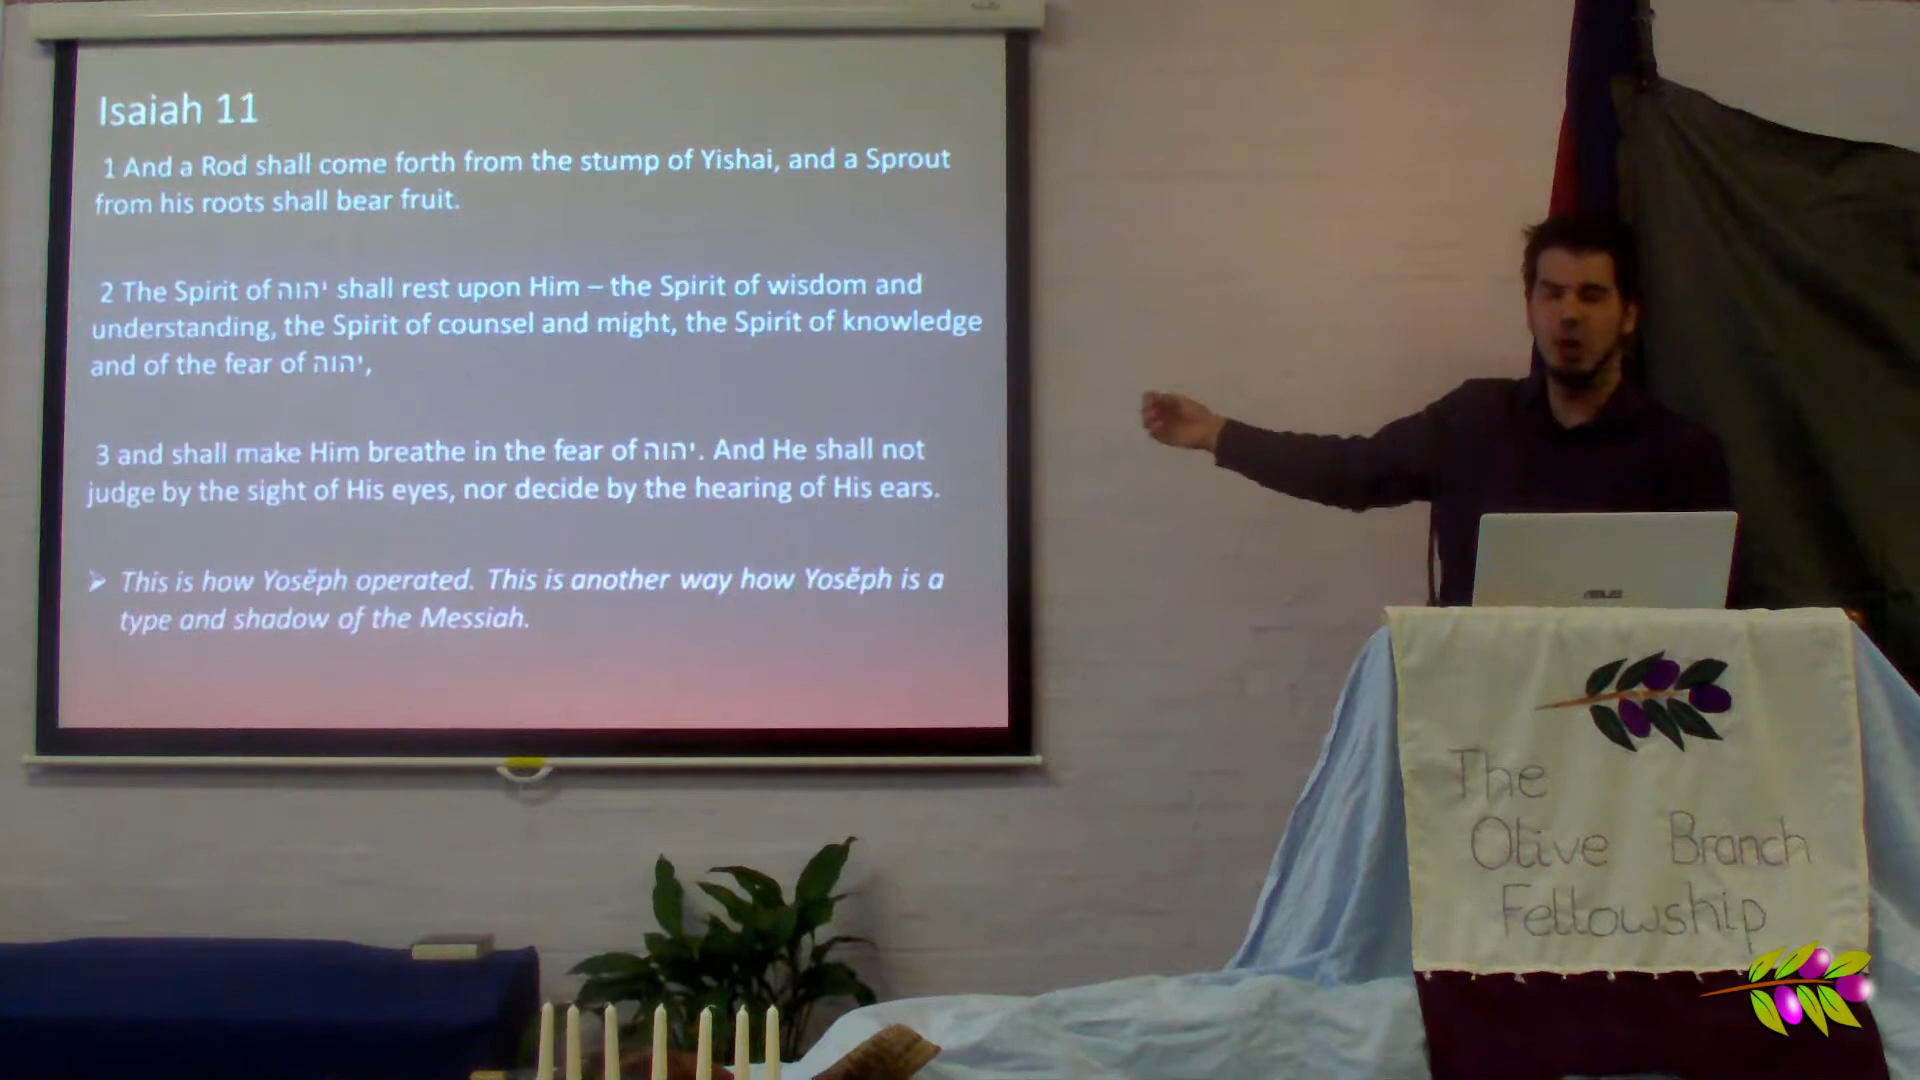 Isaiah 11
1 And a Rod shall come forth from the stump of Yishai, and a Sprout
from his roots shall bear fruit.
2 The Spirit of יהוה shall rest upon Him – the Spirit of wisdom and
understanding, the Spirit of counsel and might, the Spirit of knowledge
and of the fear of יהוה,
3 and shall make Him breathe in the fear of יהוה. And He shall not
judge by the sight of His eyes, nor decide by the hearing of His ears.
➢ This is how Yosĕph operated. This is another way how Yosĕph is a
type and shadow of the Messiah.
ASUS
The
Olive Branch
Fellowship